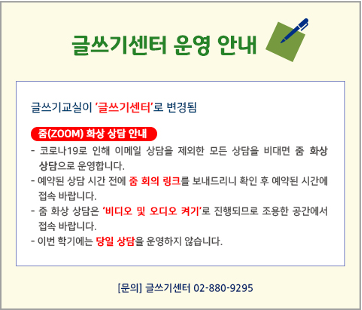 글쓰기센터 운영 안내
글쓰기교실이 '글쓰기센터'로 변경됨
줌(ZOOM) 화상 상담 안내
- 코로나19로 인해 이메일 상담을 제외한 모든 상담을 비대면 줌 화상
상담으로 운영합니다.
- 예약된 상담 시간 전에 줌 회의 링크를 보내드리니 확인 후 예약된 시간에
접속 바랍니다.
- 줌 화상 상담은 '비디오 및 오디오 켜기'로 진행되므로 조용한 공간에서
접속 바랍니다.
- 이번 학기에는 당일 상담을 운영하지 않습니다.
[문의] 글쓰기센터 02-880-9295